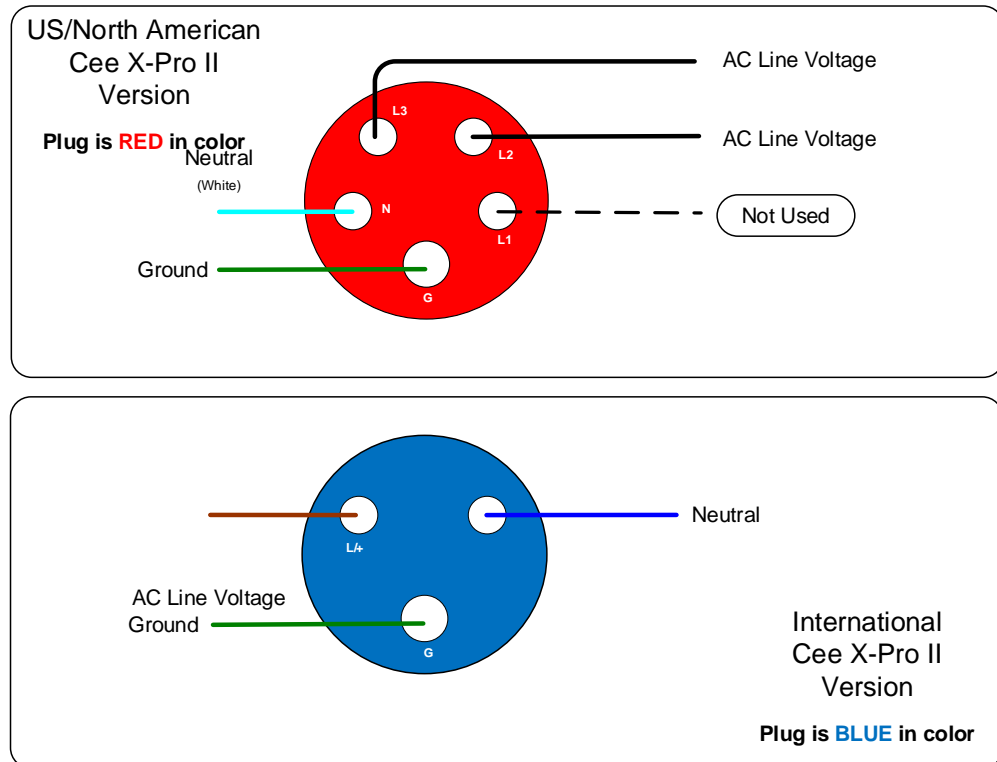 US/North American
Cee X-Pro II
Version
Plug is RED in color
Neutral
(White)
Ground
L3
L2
N
L1
G
AC Line Voltage
AC Line Voltage
Not Used
L/+
G
AC Line Voltage
Ground
Neutral
International
Cee X-Pro II
Version
Plug is BLUE in color